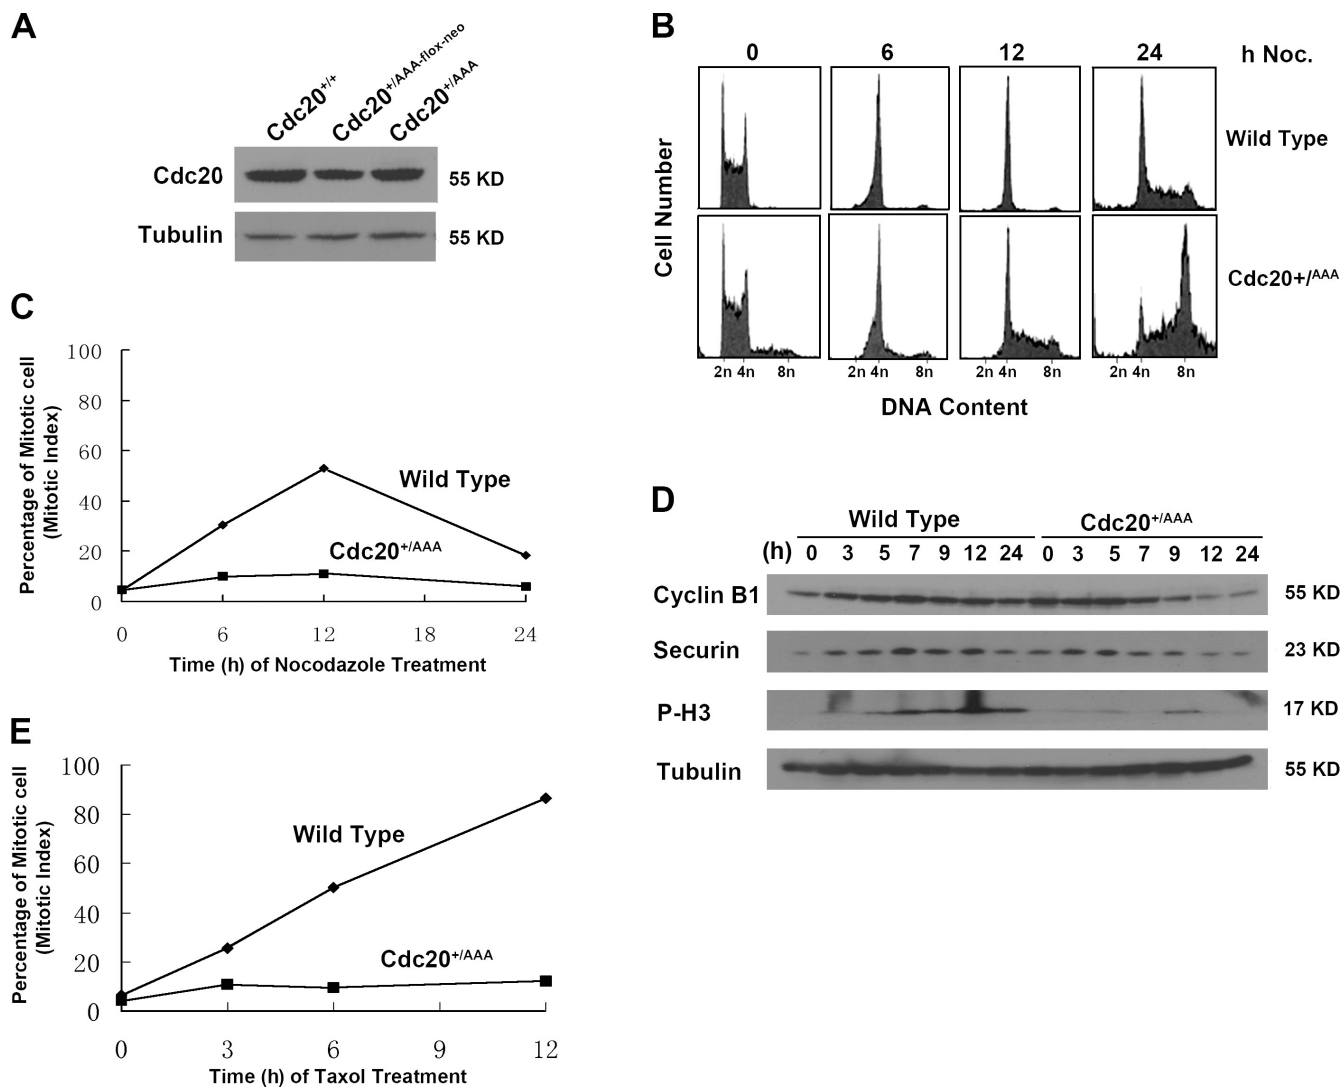 A
Cdc20+/+
Cdc20+/AAA-flox-neo
Cdc20+/AAA
Cdc20
55 KD
Tubulin
55 KD
B
0 6 12 24 h Noc.
Cell Number
Wild Type
Cdc20+/AAA
2n 4n 8n 2n 4n 8n 2n 4n 8n 2n 4n 8n
DNA Content
C
Percentage of Mitotic cell
(Mitotic Index)
100
80
60
40
20
0
Wild Type
Cdc20+/AAA
0 6 12 18 24
Time (h) of Nocodazole Treatment
D
Wild Type Cdc20+/AAA
(h) 0 3 5 7 9 12 24 0 3 5 7 9 12 24
Cyclin B1 55 KD
Securin 23 KD
P-H3 17 KD
Tubulin 55 KD
E
Percentage of Mitotic cell
(Mitotic Index)
100
80
60
40
20
0
Wild Type
Cdc20+/AAA
0 3 6 9 12
Time (h) of Taxol Treatment